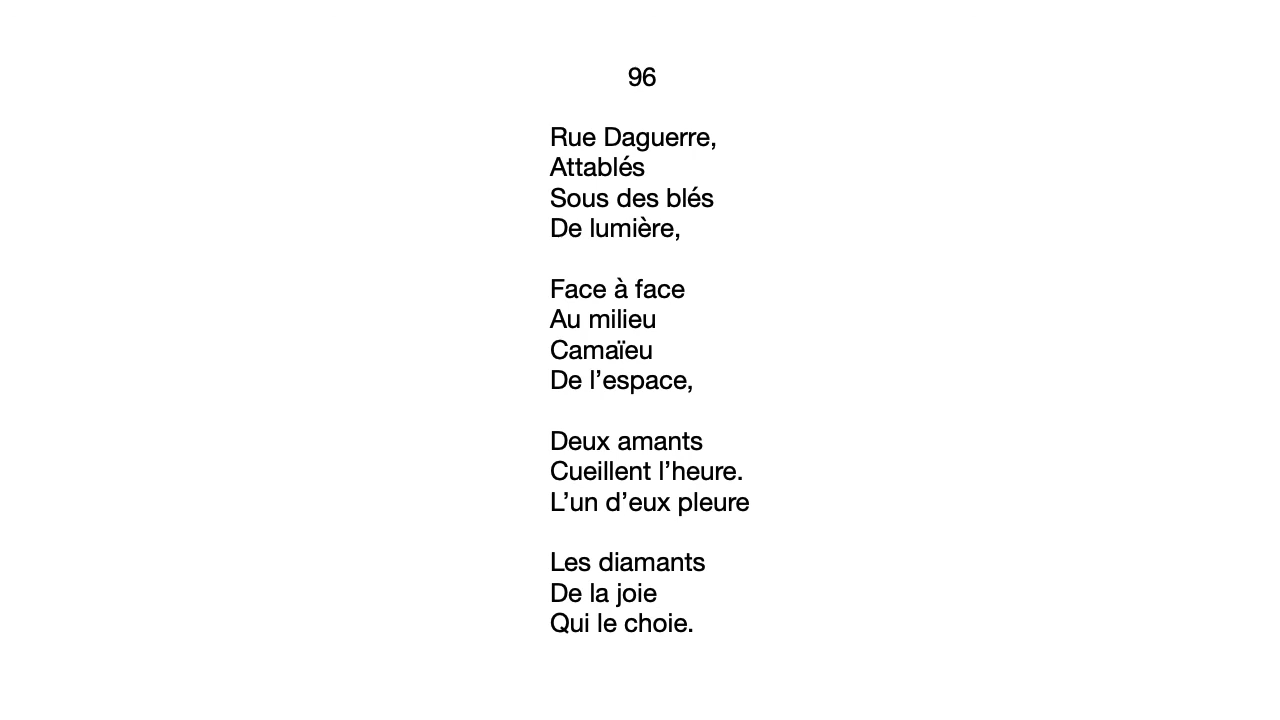 96
Rue Daguerre,
Attablés
Sous des blés
De lumière,
Face à face
Au milieu
Camaïeu
De l’espace,
Deux amants
Cueillent l’heure.
L’un d’eux pleure
Les diamants
De la joie
Qui le choie.